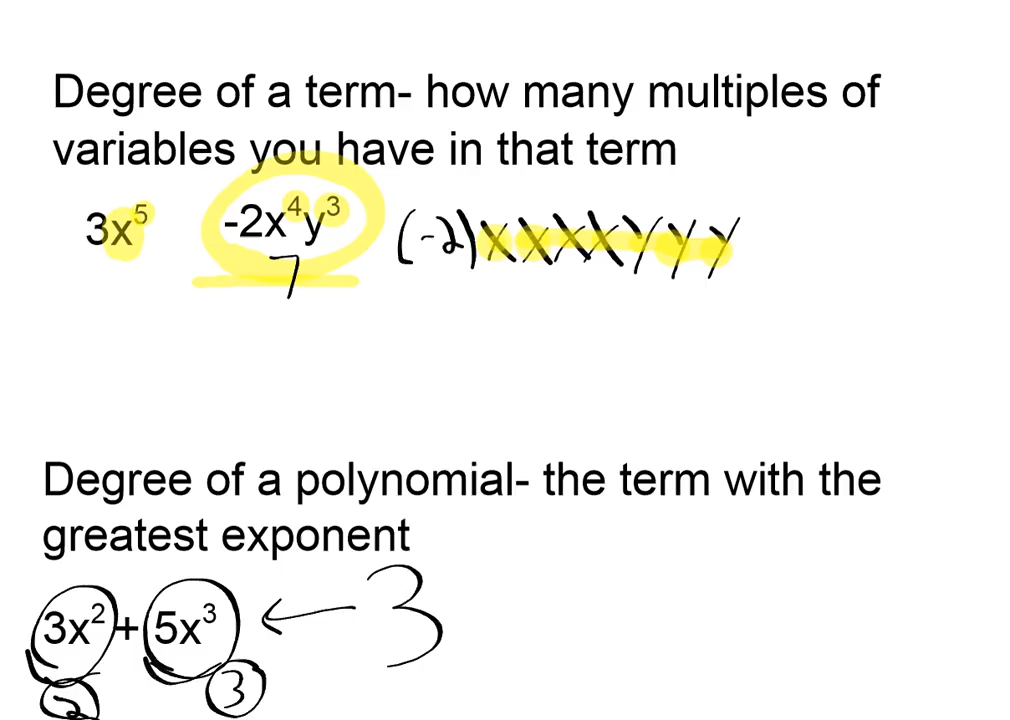 Degree of a term- how many multiples of
variables you have in that term
3x⁵ -2x⁴y³ (-2)xxxxyyy
7
Degree of a polynomial- the term with the
greatest exponent
3x²+5x³ ← 3
2 3